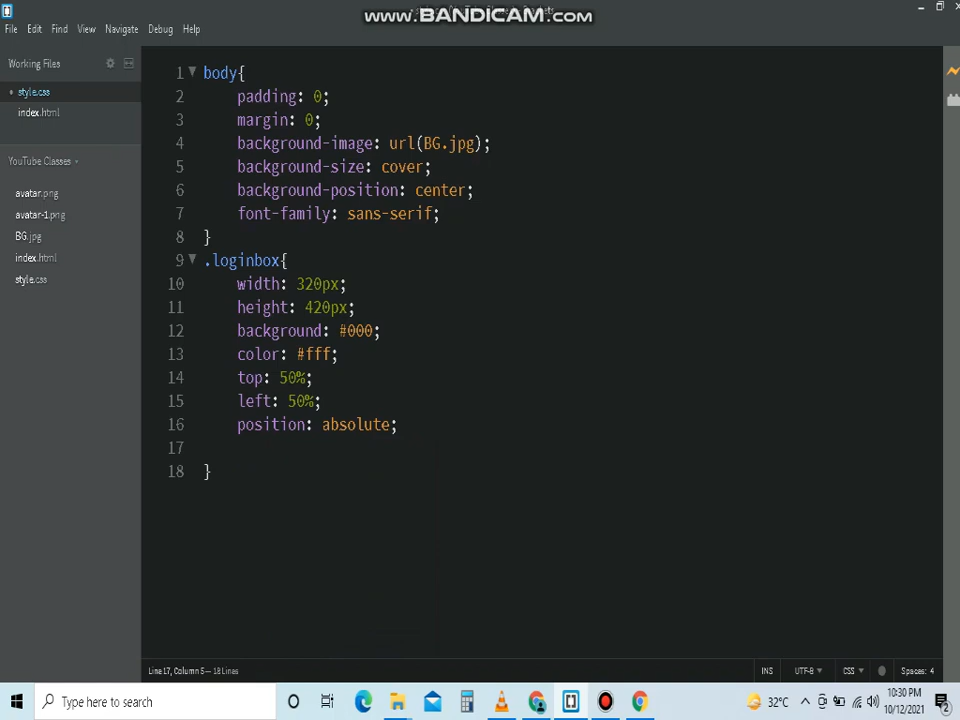 www.BANDICAM.com
File Edit Find View Navigate Debug Help
Working Files
style.css
index.html
YouTube Classes
avatar.png
avatar-1.png
BG.jpg
index.html
style.css
1 body{
2 padding: 0;
3 margin: 0;
4 background-image: url(BG.jpg);
5 background-size: cover;
6 background-position: center;
7 font-family: sans-serif;
8 }
9 .loginbox{
10 width: 320px;
11 height: 420px;
12 background: #000;
13 color: #fff;
14 top: 50%;
15 left: 50%;
16 position: absolute;
17
18 }
Line 17, Column 5 — 18 Lines
INS UTF-8 CSS Spaces: 4
Type here to search
32°C
10:30 PM
10/12/2021
2